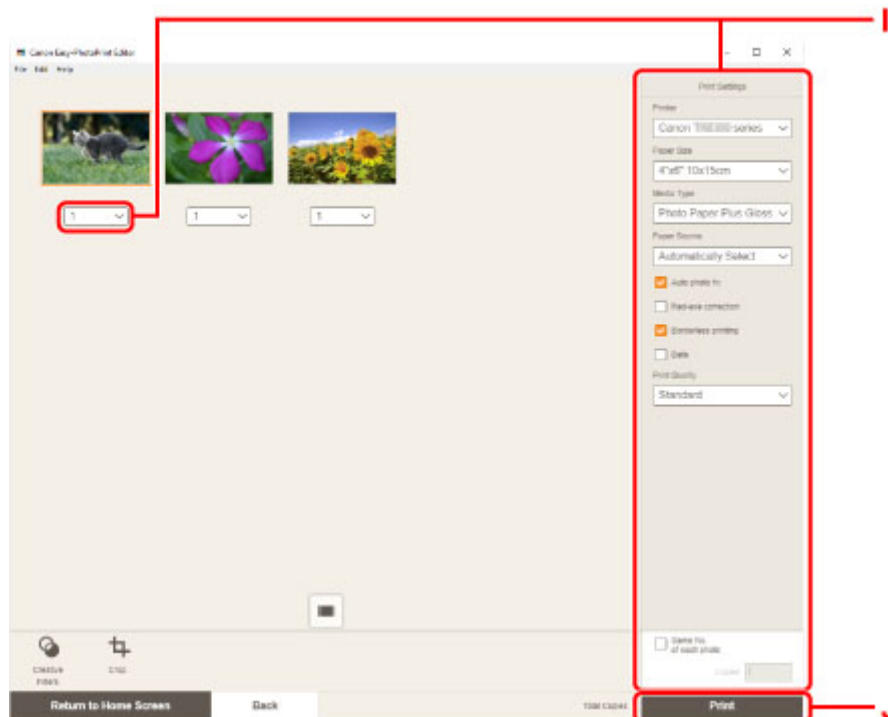 Canon Easy-PhotoPrint Editor
File Edit Help
Print Settings
Printer
Canon series
Paper Size
4"x6" 10x15cm
Media Type
Photo Paper Plus Gloss
1 1 1
Paper Source
Automatically Select
Auto photo fix
Red-eye correction
Borderless printing
Date
Print Quality
Standard
Same No.
of each photo
Copies 1
Creative
Filters
Crop
Return to Home Screen Back Total Copies Print